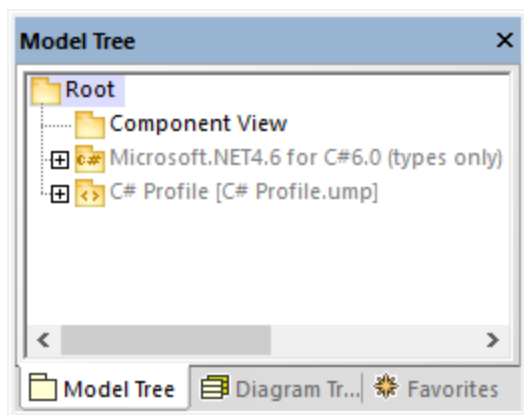 Model Tree
Root
Component View
c# Microsoft.NET4.6 for C#6.0 (types only)
C# Profile [C# Profile.ump]
Model Tree Diagram Tr... Favorites